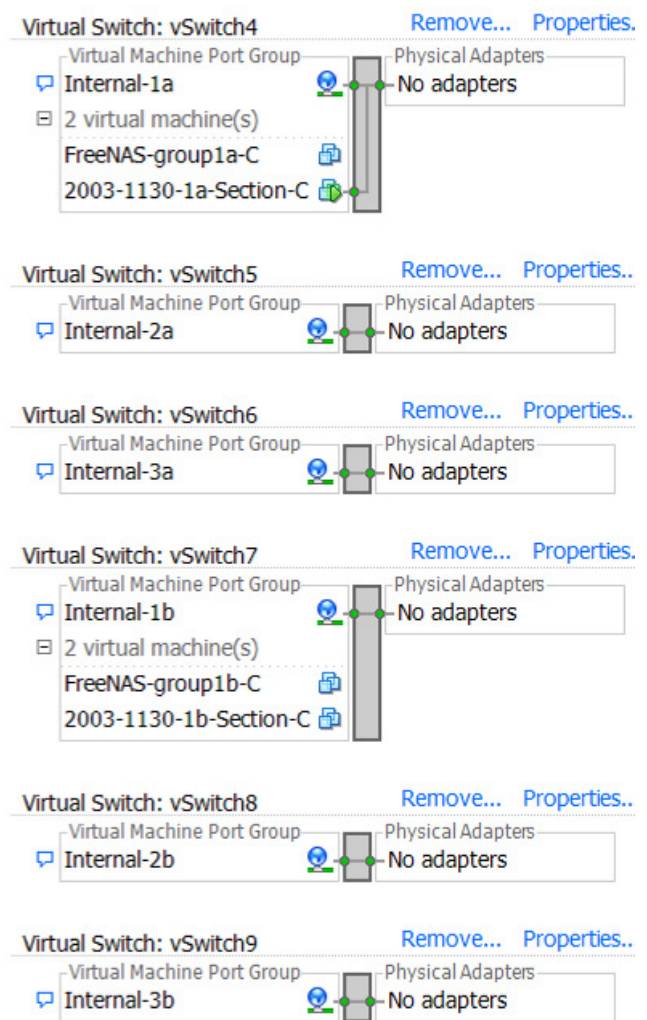 Virtual Switch: vSwitch4 Remove... Properties.
Virtual Machine Port Group Physical Adapters
Internal-1a No adapters
2 virtual machine(s)
FreeNAS-group1a-C
2003-1130-1a-Section-C
Virtual Switch: vSwitch5 Remove... Properties..
Virtual Machine Port Group Physical Adapters
Internal-2a No adapters
Virtual Switch: vSwitch6 Remove... Properties..
Virtual Machine Port Group Physical Adapters
Internal-3a No adapters
Virtual Switch: vSwitch7 Remove... Properties.
Virtual Machine Port Group Physical Adapters
Internal-1b No adapters
2 virtual machine(s)
FreeNAS-group1b-C
2003-1130-1b-Section-C
Virtual Switch: vSwitch8 Remove... Properties..
Virtual Machine Port Group Physical Adapters
Internal-2b No adapters
Virtual Switch: vSwitch9 Remove... Properties..
Virtual Machine Port Group Physical Adapters
Internal-3b No adapters